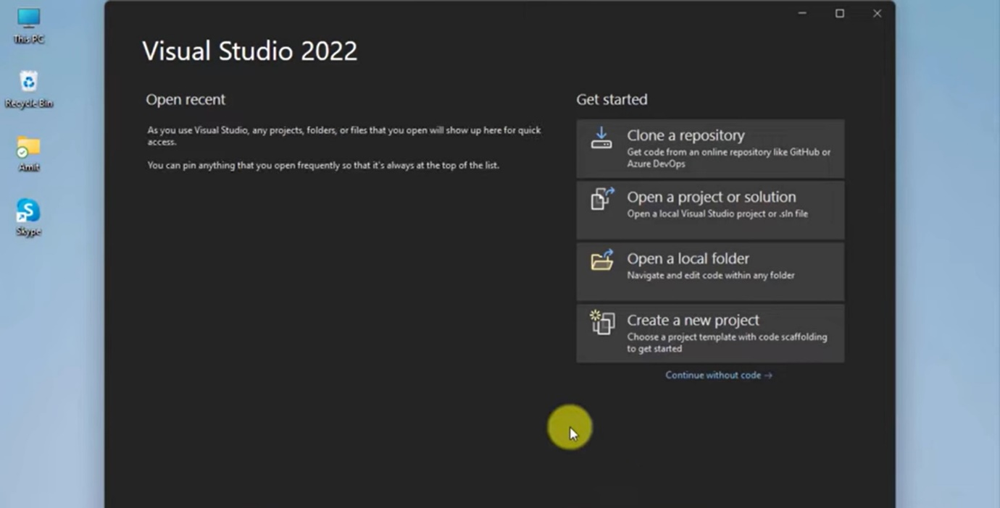 This PC
Recycle Bin
Amit
Skype
Visual Studio 2022
Open recent
As you use Visual Studio, any projects, folders, or files that you open will show up here for quick
access.
You can pin anything that you open frequently so that it's always at the top of the list.
Get started
Clone a repository
Get code from an online repository like GitHub or
Azure DevOps
Open a project or solution
Open a local Visual Studio project or .sln file
Open a local folder
Navigate and edit code within any folder
Create a new project
Choose a project template with code scaffolding
to get started
Continue without code →